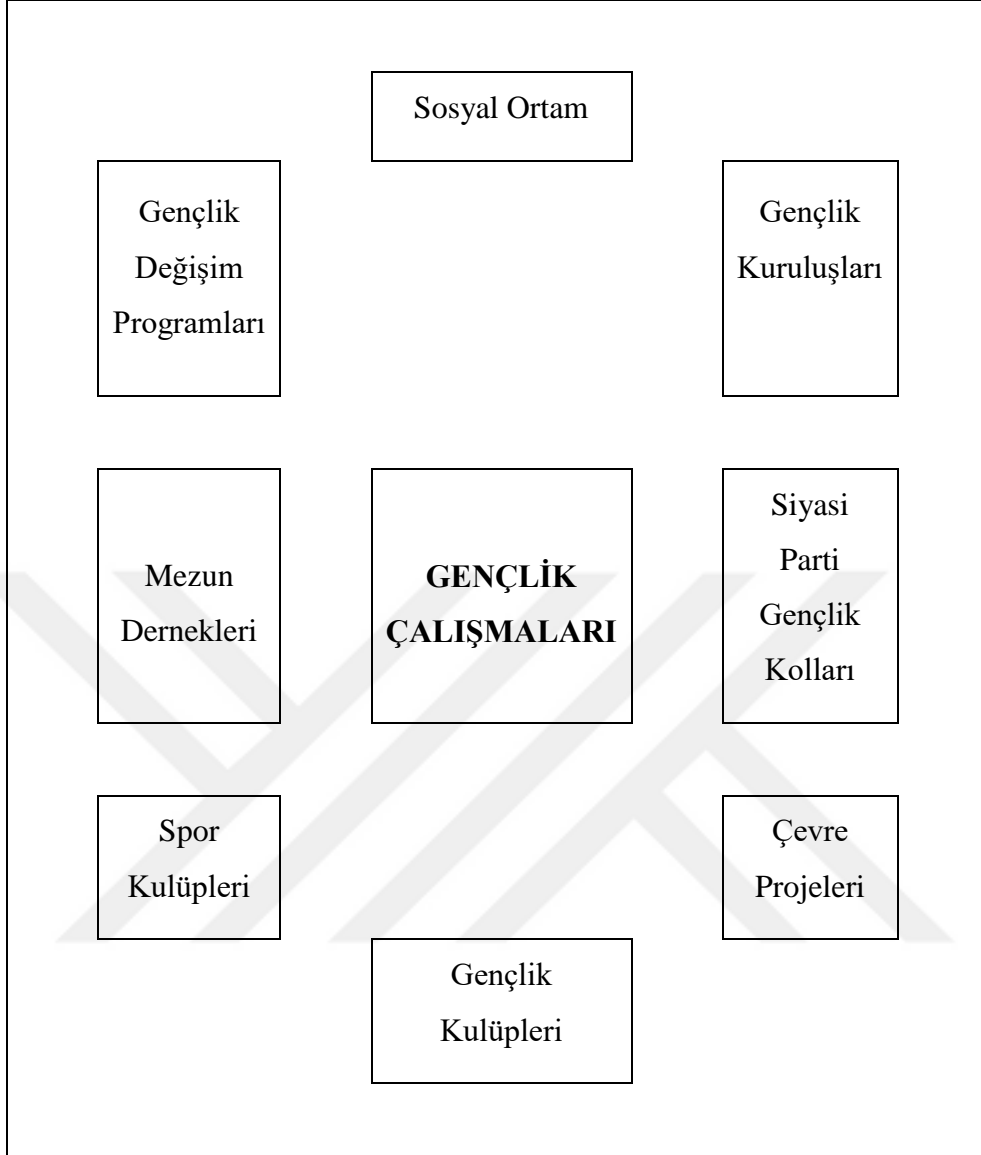 Sosyal Ortam
Gençlik
Değişim
Programları
Gençlik
Kuruluşları
Mezun
Dernekleri
GENÇLİK
ÇALIŞMALARI
Siyasi
Parti
Gençlik
Kolları
Spor
Kulüpleri
Çevre
Projeleri
Gençlik
Kulüpleri